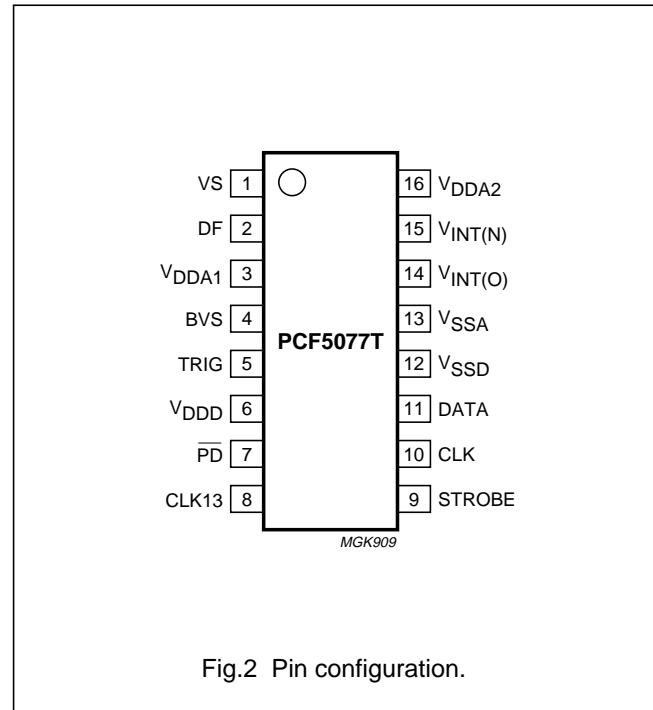 VS 1 16 VDDA2
DF 2 15 VINT(N)
VDDA1 3 14 VINT(O)
BVS 4 13 VSSA
PCF5077T
TRIG 5 12 VSSD
VDDD 6 11 DATA
PD 7 10 CLK
CLK13 8 9 STROBE
MGK909
Fig.2 Pin configuration.